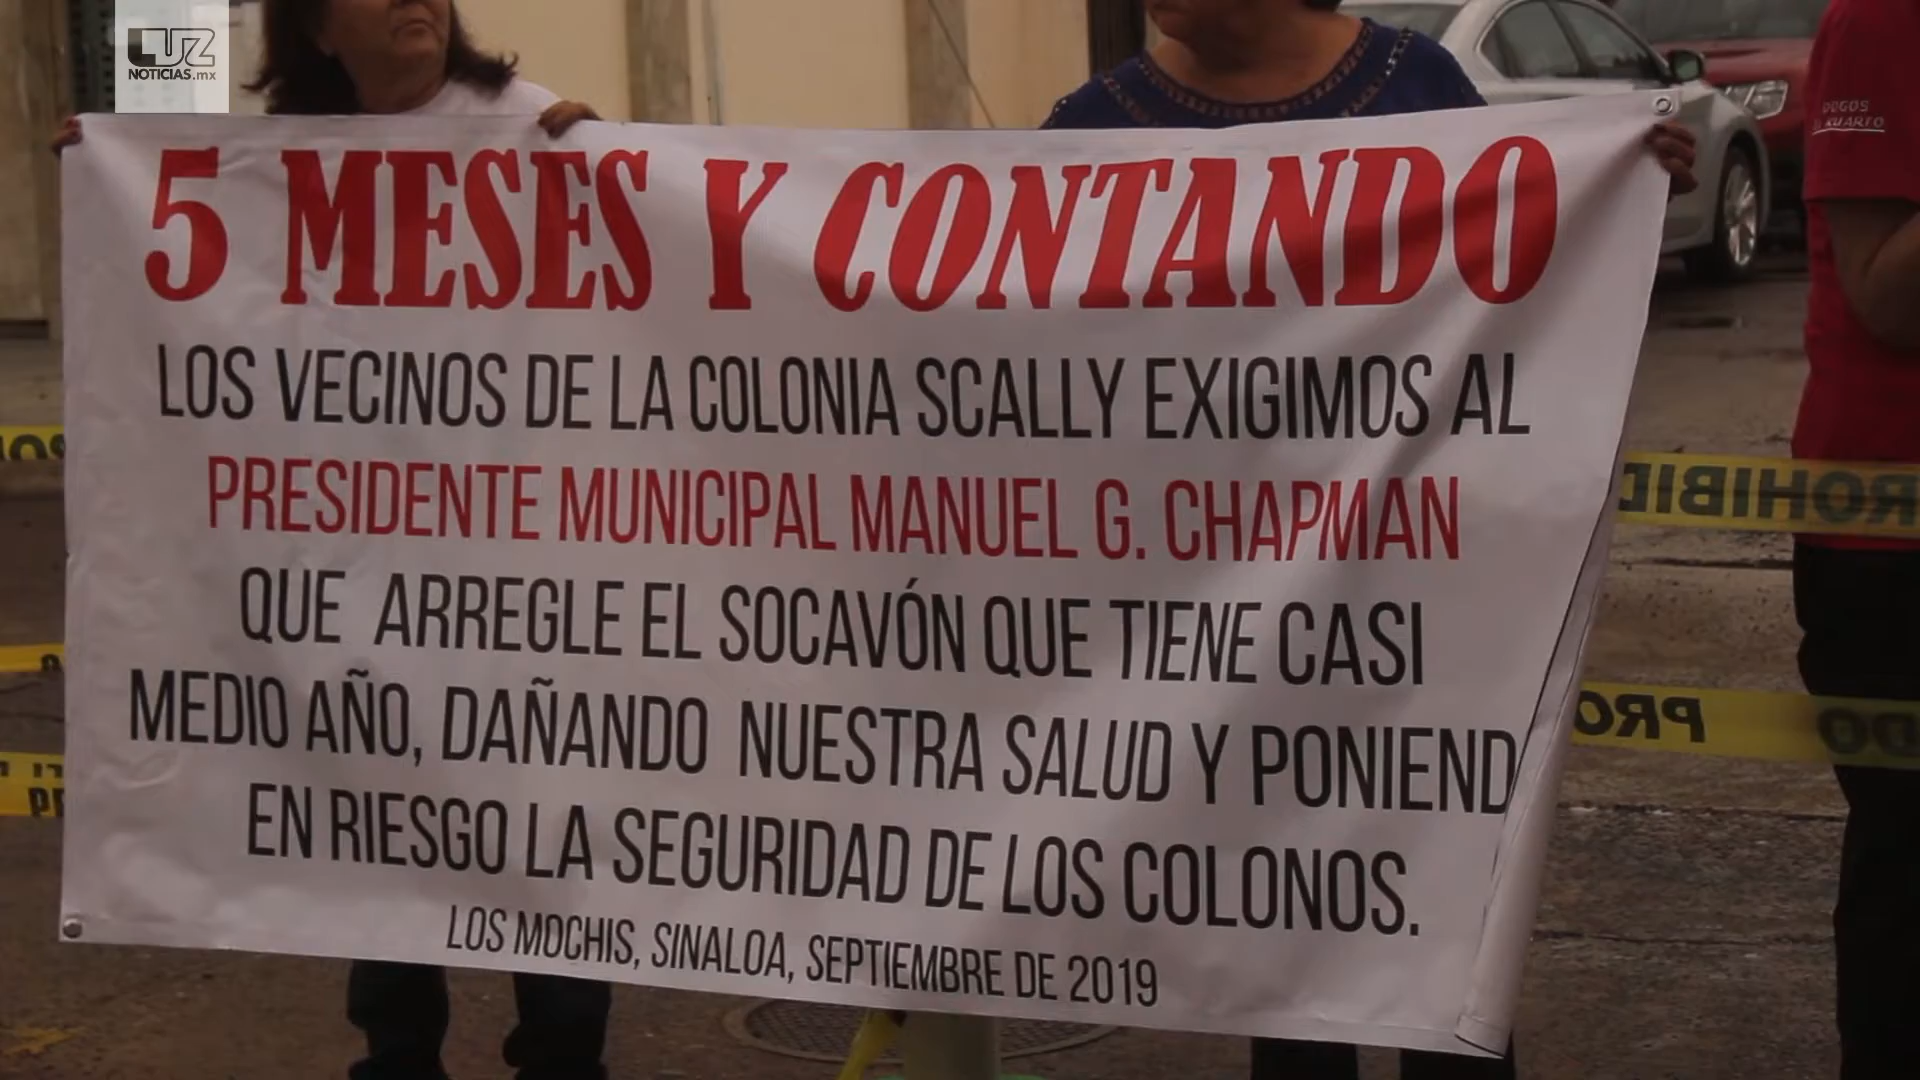 LUZ
NOTICIAS.mx
5 MESES Y CONTANDO
LOS VECINOS DE LA COLONIA SCALLY EXIGIMOS AL
PRESIDENTE MUNICIPAL MANUEL G. CHAPMAN
QUE ARREGLE EL SOCAVÓN QUE TIENE CASI
MEDIO AÑO, DAÑANDO NUESTRA SALUD Y PONIEND
EN RIESGO LA SEGURIDAD DE LOS COLONOS.
LOS MOCHIS, SINALOA, SEPTIEMBRE DE 2019
ROHIBID
PRO
DO